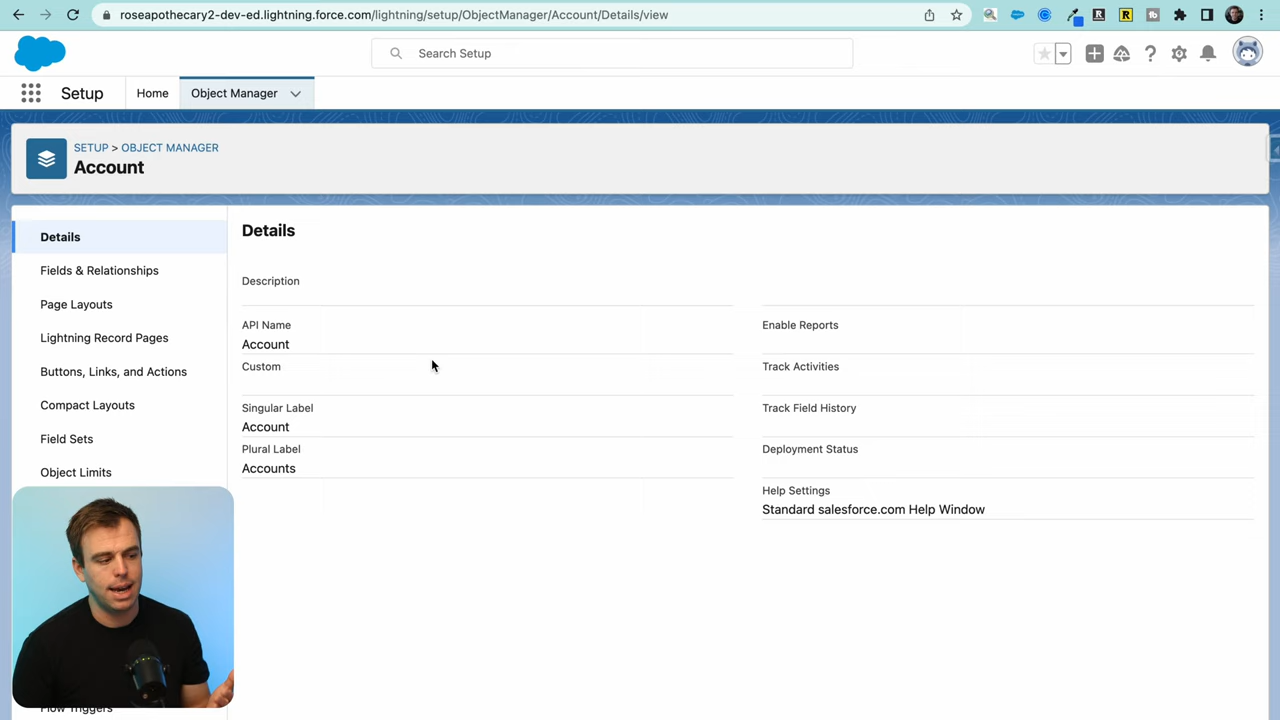 roseapothecary2-dev-ed.lightning.force.com/lightning/setup/ObjectManager/Account/Details/view
Search Setup
Setup
Home
Object Manager
SETUP > OBJECT MANAGER
Account
Details
Fields & Relationships
Page Layouts
Lightning Record Pages
Buttons, Links, and Actions
Compact Layouts
Field Sets
Object Limits
Flow Triggers
Details
Description
API Name
Account
Custom
Singular Label
Account
Plural Label
Accounts
Enable Reports
Track Activities
Track Field History
Deployment Status
Help Settings
Standard salesforce.com Help Window